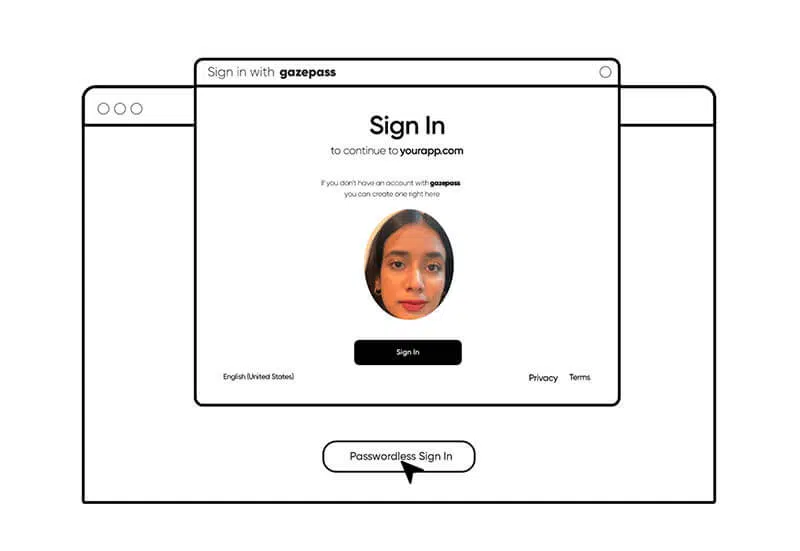 Sign in with gazepass
Sign In
to continue to yourapp.com
If you don't have an account with gazepass
you can create one right here
Sign In
English (United States)
Privacy
Terms
Passwordless Sign In